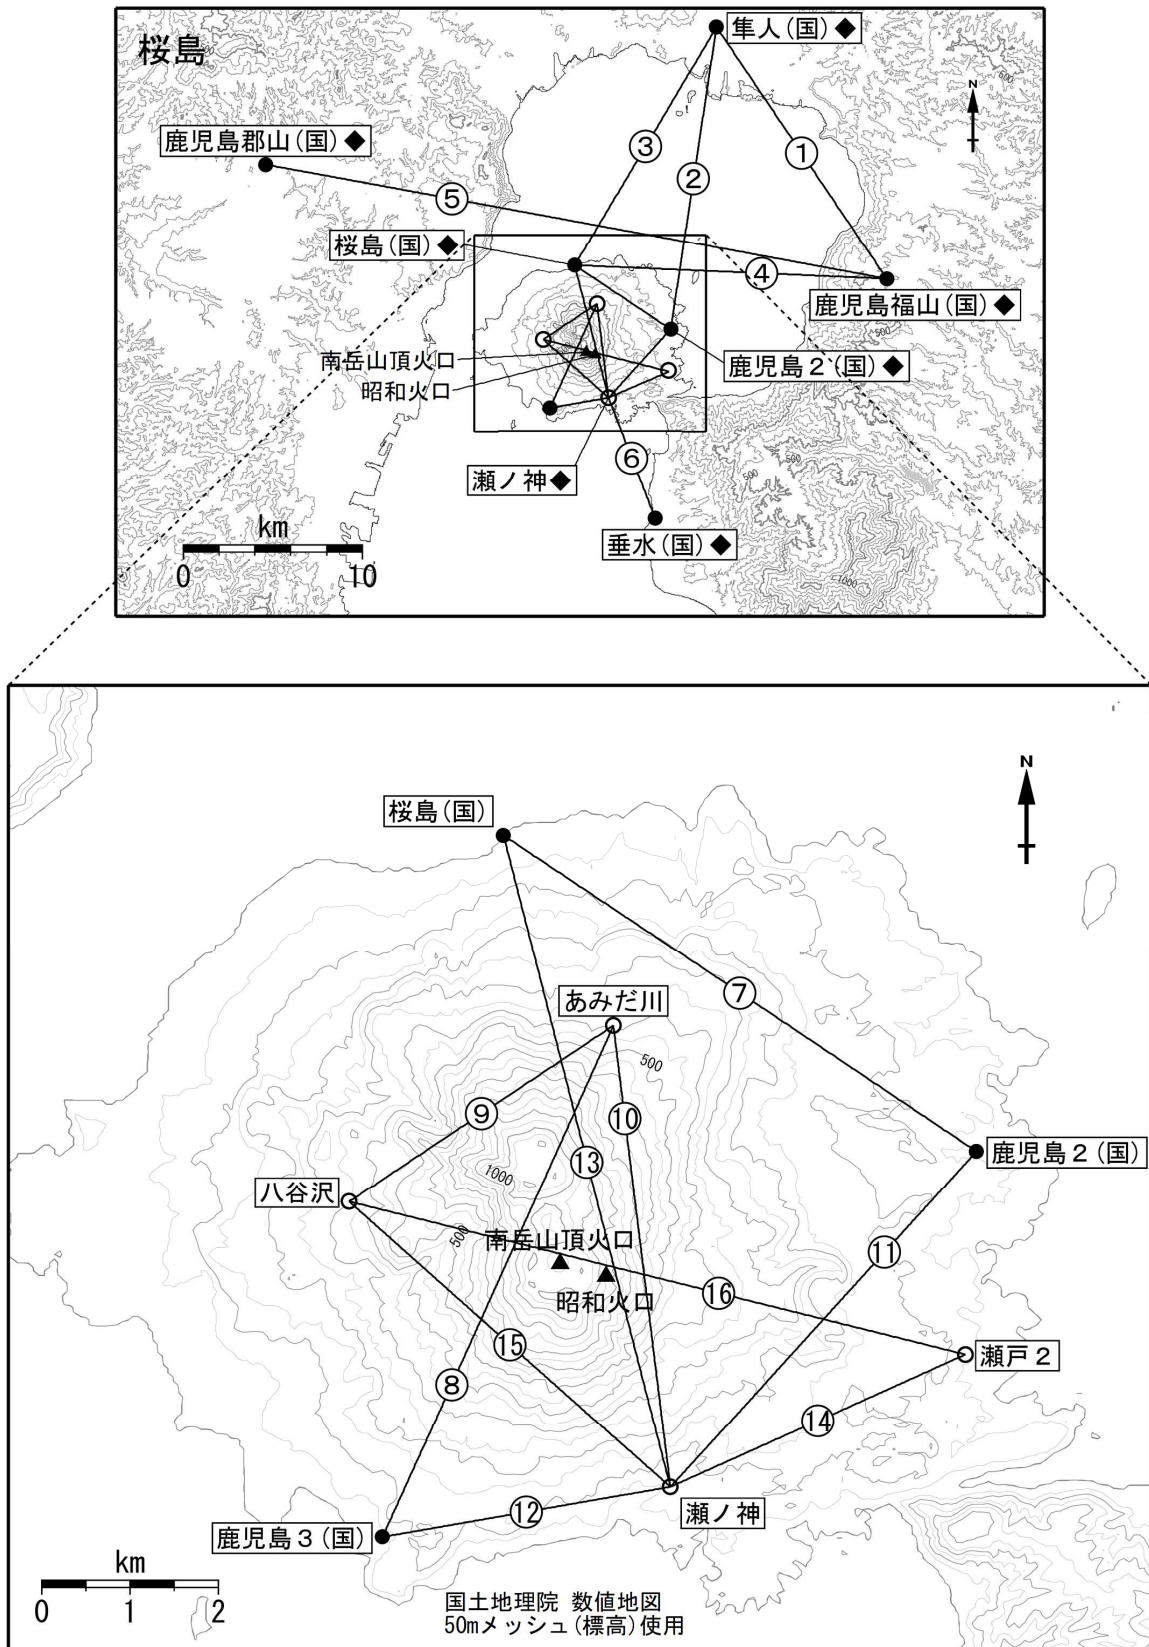 桜島
隼人(国)◆
N
600
鹿児島郡山(国)◆
③
①
②
⑤
桜島(国)◆
④
鹿児島福山(国)◆
500
南岳山頂火口
鹿児島2(国)◆
昭和火口
⑥
500
500
瀬ノ神◆
km
垂水(国)◆
1000
0
10
N
桜島(国)
⑦
あみだ川
500
⑨
⑩
鹿児島2(国)
⑬
1000
八谷沢
500
南岳山頂火口
⑪
昭和火口
⑯
⑮
瀬戸2
⑧
⑭
瀬ノ神
⑫
鹿児島3(国)
km
0
1
2
国土地理院 数値地図
50mメッシュ(標高)使用